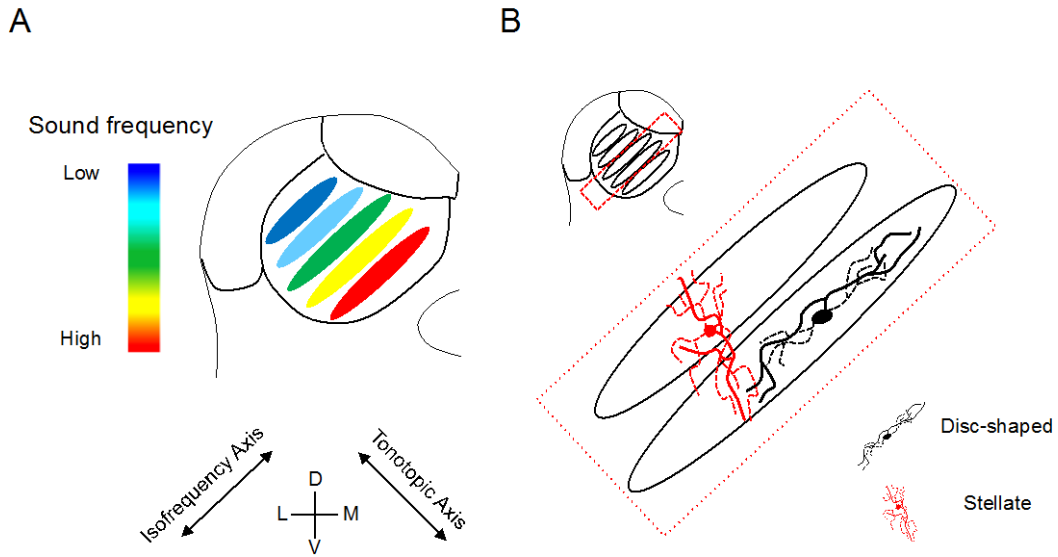 A
B
Sound frequency
Low
High
Isofrequency Axis
Tonotopic Axis
D
L
M
V
Disc-shaped
Stellate